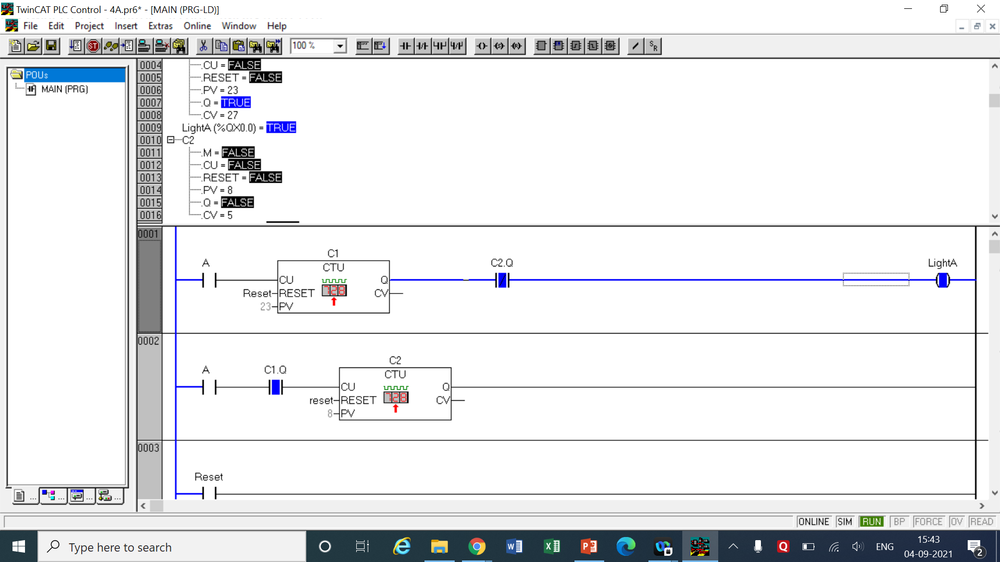 TwinCAT PLC Control - 4A.pr6* - [MAIN (PRG-LD)]
File Edit Project Insert Extras Online Window Help
100 %
POUs
MAIN (PRG)
0004 .CU = FALSE
0005 .RESET = FALSE
0006 .PV = 23
0007 .Q = TRUE
0008 .CV = 27
0009 LightA (%QX0.0) = TRUE
0010 C2
0011 .M = FALSE
0012 .CU = FALSE
0013 .RESET = FALSE
0014 .PV = 8
0015 .Q = FALSE
0016 .CV = 5
0001
C1
A CTU C2.Q LightA
CU Q
Reset RESET 728 CV
23 PV
0002
C2
A C1.Q CTU
CU Q
reset RESET 728 CV
8 PV
0003
Reset
... ... ... ...
ONLINE SIM RUN BP FORCE OV READ
Type here to search
ENG
15:43
04-09-2021
2